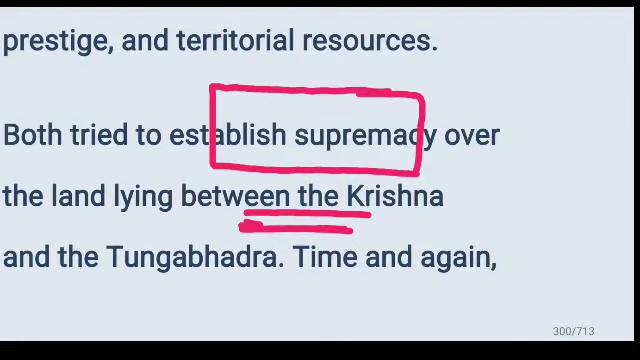 prestige, and territorial resources.
Both tried to establish supremacy over
the land lying between the Krishna
and the Tungabhadra. Time and again,
300/713